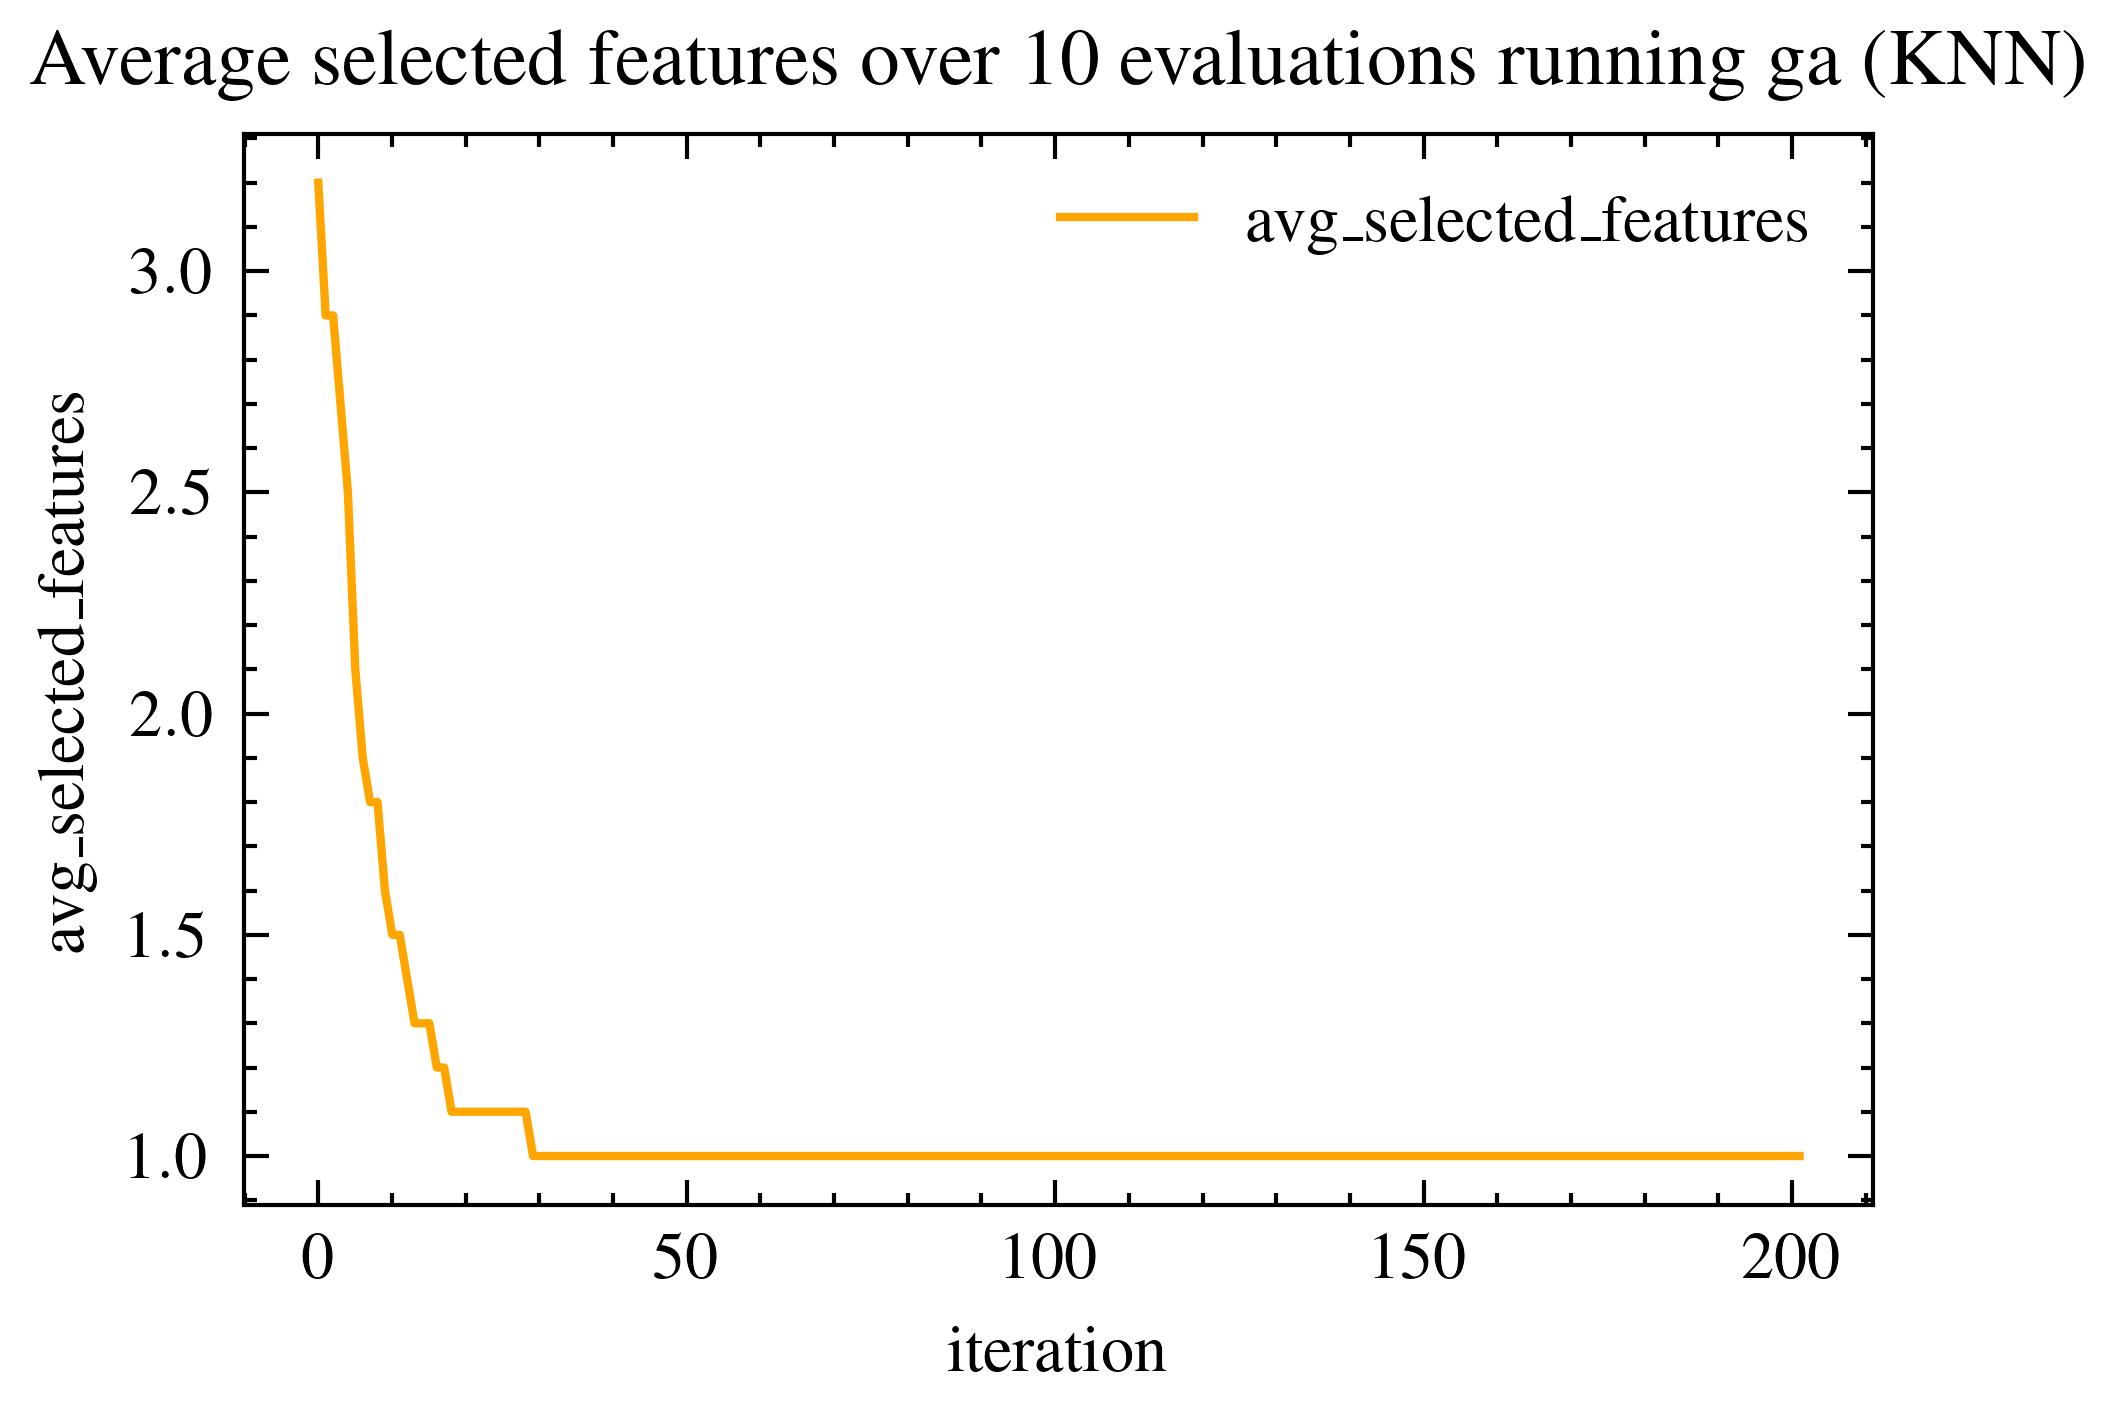 Average selected features over 10 evaluations running ga (KNN)
avg_selected_features
3.0
2.5
2.0
1.5
1.0
avg_selected_features
0 50 100 150 200
iteration